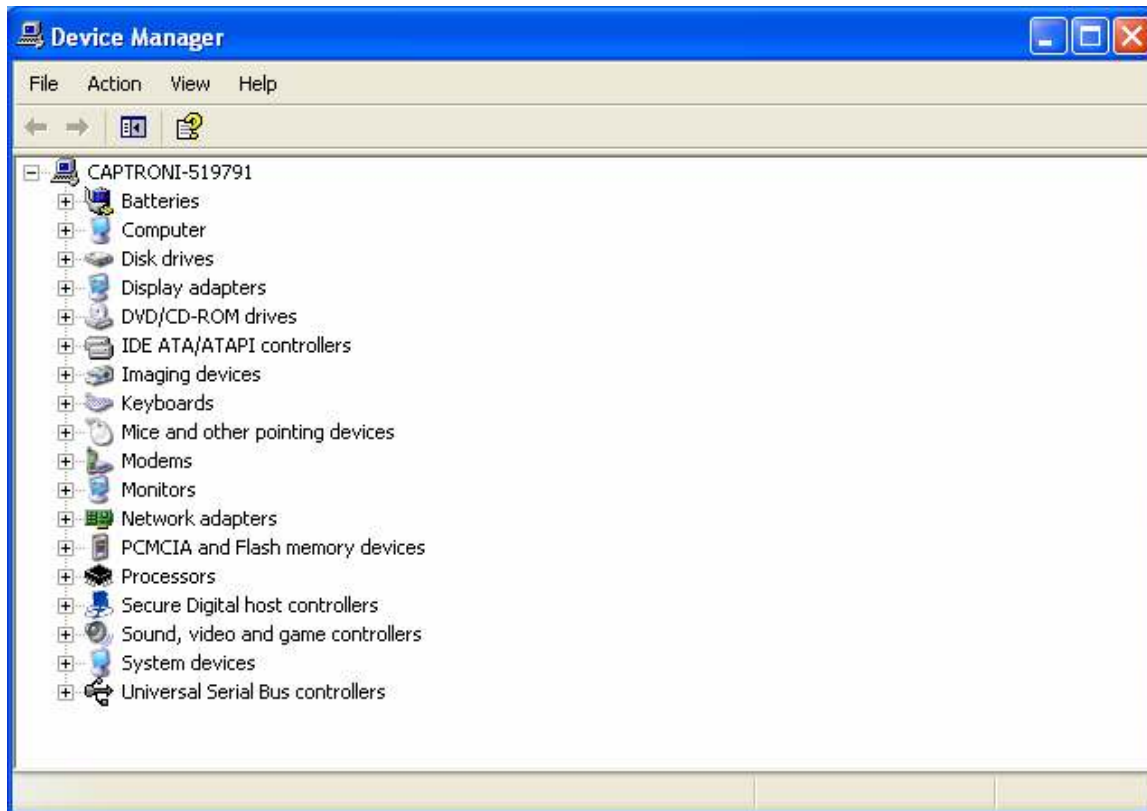 Device Manager
File Action View Help
CAPTRONI-519791
Batteries
Computer
Disk drives
Display adapters
DVD/CD-ROM drives
IDE ATA/ATAPI controllers
Imaging devices
Keyboards
Mice and other pointing devices
Modems
Monitors
Network adapters
PCMCIA and Flash memory devices
Processors
Secure Digital host controllers
Sound, video and game controllers
System devices
Universal Serial Bus controllers